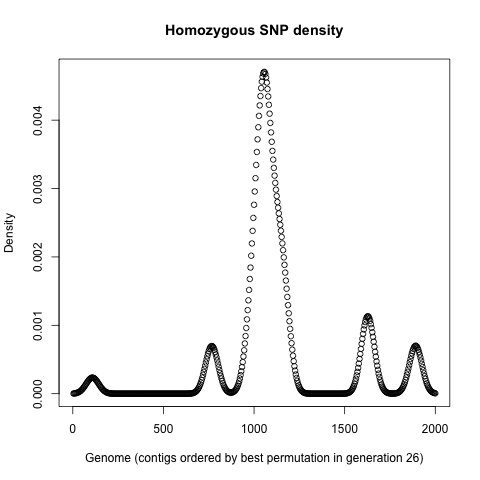 Homozygous SNP density
Density
0.004
0.003
0.002
0.001
0.000
0 500 1000 1500 2000
Genome (contigs ordered by best permutation in generation 26)